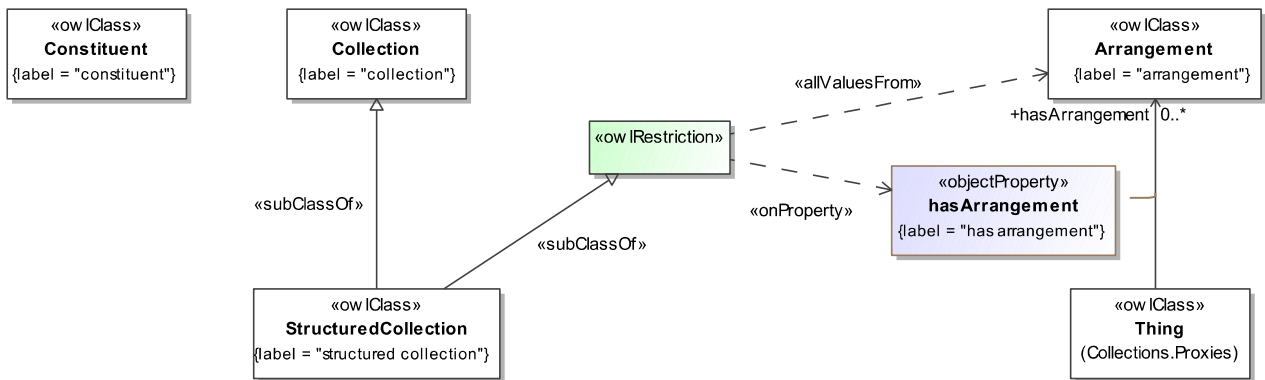 «owlClass»
Constituent
{label = "constituent"}
«owlClass»
Collection
{label = "collection"}
«owlClass»
Arrangement
{label = "arrangement"}
«allValuesFrom»
+hasArrangement 0..*
«owlRestriction»
«objectProperty»
hasArrangement
{label = "has arrangement"}
«onProperty»
«subClassOf»
«subClassOf»
«owlClass»
StructuredCollection
{label = "structured collection"}
«owlClass»
Thing
(Collections.Proxies)